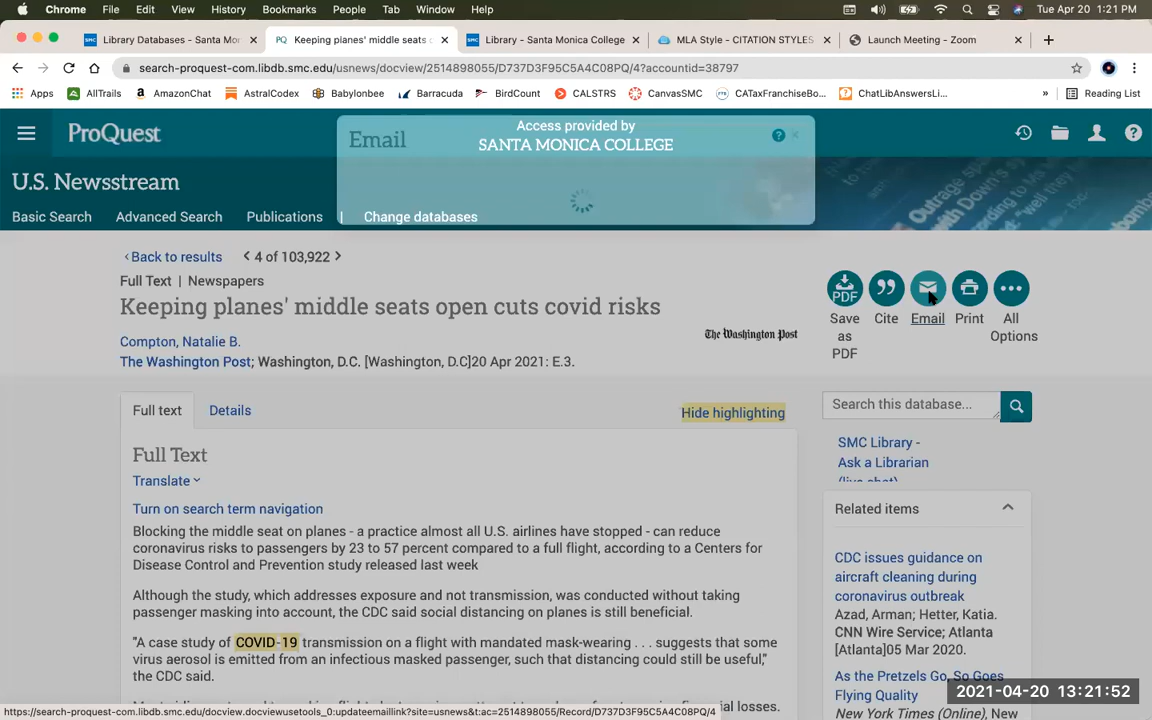 Chrome File Edit View History Bookmarks People Tab Window Help Tue Apr 20 1:21 PM
Library Databases - Santa Mo × Keeping planes' middle seats c × Library - Santa Monica College × MLA Style - CITATION STYLES × Launch Meeting - Zoom × +
search-proquest-com.libdb.smc.edu/usnews/docview/2514898055/D737D3F95C5A4C08PQ/4?accountid=38797
Apps AllTrails AmazonChat AstralCodex Babylonbee Barracuda BirdCount CALSTRS CanvasSMC CATaxFranchiseBo... ChatLibAnswersLi... » Reading List
ProQuest
Email
Access provided by
SANTA MONICA COLLEGE
U.S. Newsstream
Basic Search Advanced Search Publications | Change databases
‹Back to results < 4 of 103,922 >
Full Text | Newspapers
Keeping planes' middle seats open cuts covid risks
Compton, Natalie B.
The Washington Post; Washington, D.C. [Washington, D.C]20 Apr 2021: E.3.
The Washington Post
PDF
Save as PDF Cite Email Print All Options
Full text Details Hide highlighting
Search this database...
Full Text
Translate
Turn on search term navigation
Blocking the middle seat on planes - a practice almost all U.S. airlines have stopped - can reduce
coronavirus risks to passengers by 23 to 57 percent compared to a full flight, according to a Centers for
Disease Control and Prevention study released last week
Although the study, which addresses exposure and not transmission, was conducted without taking
passenger masking into account, the CDC said social distancing on planes is still beneficial.
"A case study of COVID-19 transmission on a flight with mandated mask-wearing . . . suggests that some
virus aerosol is emitted from an infectious masked passenger, such that distancing could still be useful,"
the CDC said.
SMC Library -
Ask a Librarian
(live chat)
Related items
CDC issues guidance on
aircraft cleaning during
coronavirus outbreak
Azad, Arman; Hetter, Katia.
CNN Wire Service; Atlanta
[Atlanta]05 Mar 2020.
As the Pretzels Go, So Goes
Flying Quality
New York Times (Online), New
2021-04-20 13:21:52
https://search-proquest-com.libdb.smc.edu/docview.docviewusetools_0:updateemaillink?site=usnews&t:ac=2514898055/Record/D737D3F95C5A4C08PQ/4